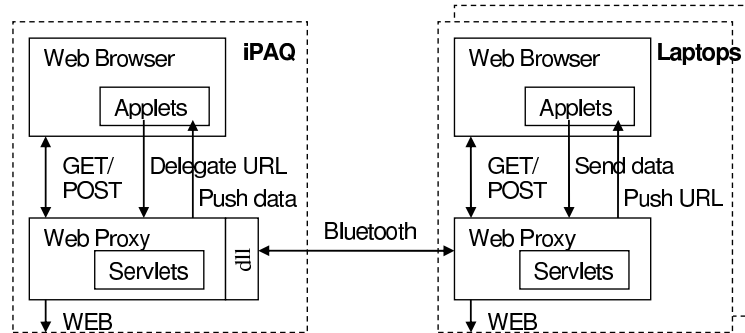 iPAQ
Web Browser
Applets
GET/
POST
Delegate URL
Push data
Web Proxy
Servlets
dll
WEB
Bluetooth
Laptops
Web Browser
Applets
GET/
POST
Send data
Push URL
Web Proxy
Servlets
WEB